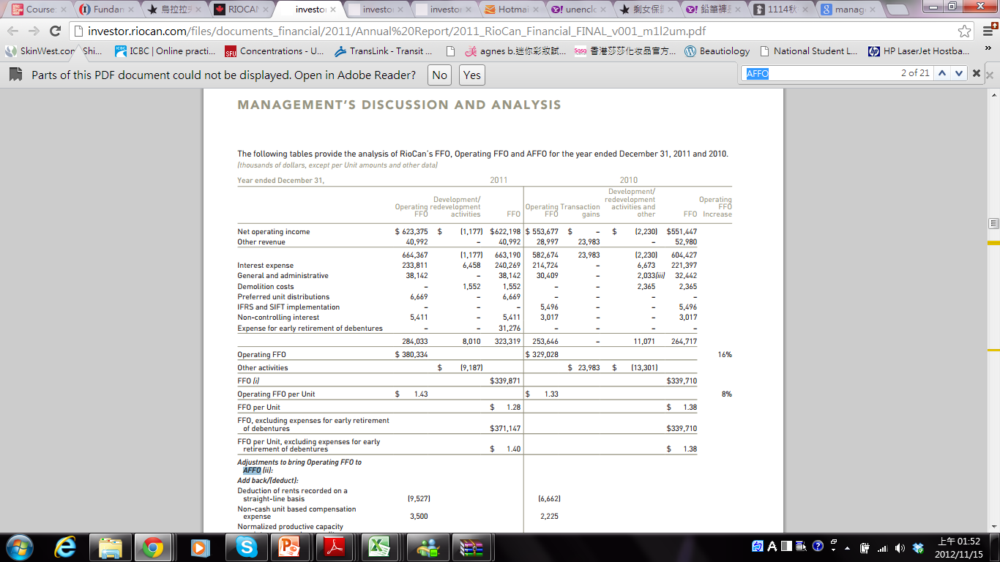 Course:
Fundan
烏拉拉
RIOCAN
investo
investo
investo
Hotmai
unenclo
剩女保
鉛筆褲
1114秋
manag
investor.riocan.com/files/documents_financial/2011/Annual%20Report/2011_RioCan_Financial_FINAL_v001_m1l2um.pdf
SkinWest.com Shi... ICBC | Online practi... Concentrations - U... TransLink - Transit ... agnes b.迷你彩妝試... 香港莎莎化妝品官方... Beautiology National Student L... HP LaserJet Hostba... »
Parts of this PDF document could not be displayed. Open in Adobe Reader? No Yes
AFFO 2 of 21
MANAGEMENT'S DISCUSSION AND ANALYSIS
The following tables provide the analysis of RioCan's FFO, Operating FFO and AFFO for the year ended December 31, 2011 and 2010.
(thousands of dollars, except per Unit amounts and other data)
Year ended December 31, 2011 2010
Development/
Development/ redevelopment Operating
Operating redevelopment Operating Transaction activities and FFO
FFO activities FFO FFO gains other FFO Increase
Net operating income $ 623,375 $ (1,177) $622,198 $ 553,677 $ – $ (2,230) $551,447
Other revenue 40,992 – 40,992 28,997 23,983 – 52,980
664,367 (1,177) 663,190 582,674 23,983 (2,230) 604,427
Interest expense 233,811 6,458 240,269 214,724 – 6,673 221,397
General and administrative 38,142 – 38,142 30,409 – 2,033(iii) 32,442
Demolition costs – 1,552 1,552 – – 2,365 2,365
Preferred unit distributions 6,669 – 6,669 – – – –
IFRS and SIFT implementation – – – 5,496 – – 5,496
Non-controlling interest 5,411 – 5,411 3,017 – – 3,017
Expense for early retirement of debentures – – 31,276 – – – –
284,033 8,010 323,319 253,646 – 11,071 264,717
Operating FFO $ 380,334 $ 329,028 16%
Other activities $ (9,187) $ 23,983 $ (13,301)
FFO (i) $339,871 $339,710
Operating FFO per Unit $ 1.43 $ 1.33 8%
FFO per Unit $ 1.28 $ 1.38
FFO, excluding expenses for early retirement
of debentures $371,147 $339,710
FFO per Unit, excluding expenses for early
retirement of debentures $ 1.40 $ 1.38
Adjustments to bring Operating FFO to
AFFO (ii):
Add back/(deduct):
Deduction of rents recorded on a
straight-line basis (9,527) (6,662)
Non-cash unit based compensation
expense 3,500 2,225
Normalized productive capacity
上午 01:52
2012/11/15